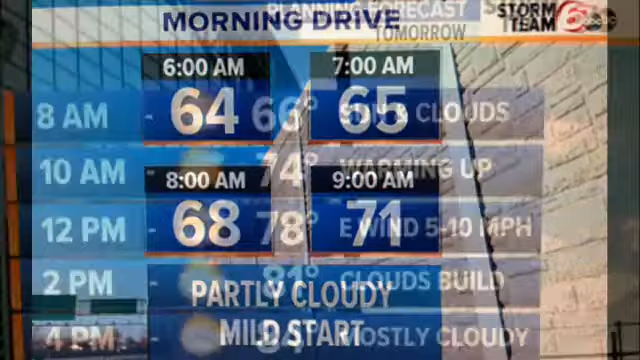 PLANNING FORECAST
MORNING DRIVE
TOMORROW
STORM
TEAM 6 abc
6:00 AM
64
7:00 AM
65
8:00 AM
68
9:00 AM
71
PARTLY CLOUDY
MILD START
8 AM 66° SUN & CLOUDS
10 AM 74° WARMING UP
12 PM 78° E WIND 5-10 MPH
2 PM 81° CLOUDS BUILD
4 PM MOSTLY CLOUDY